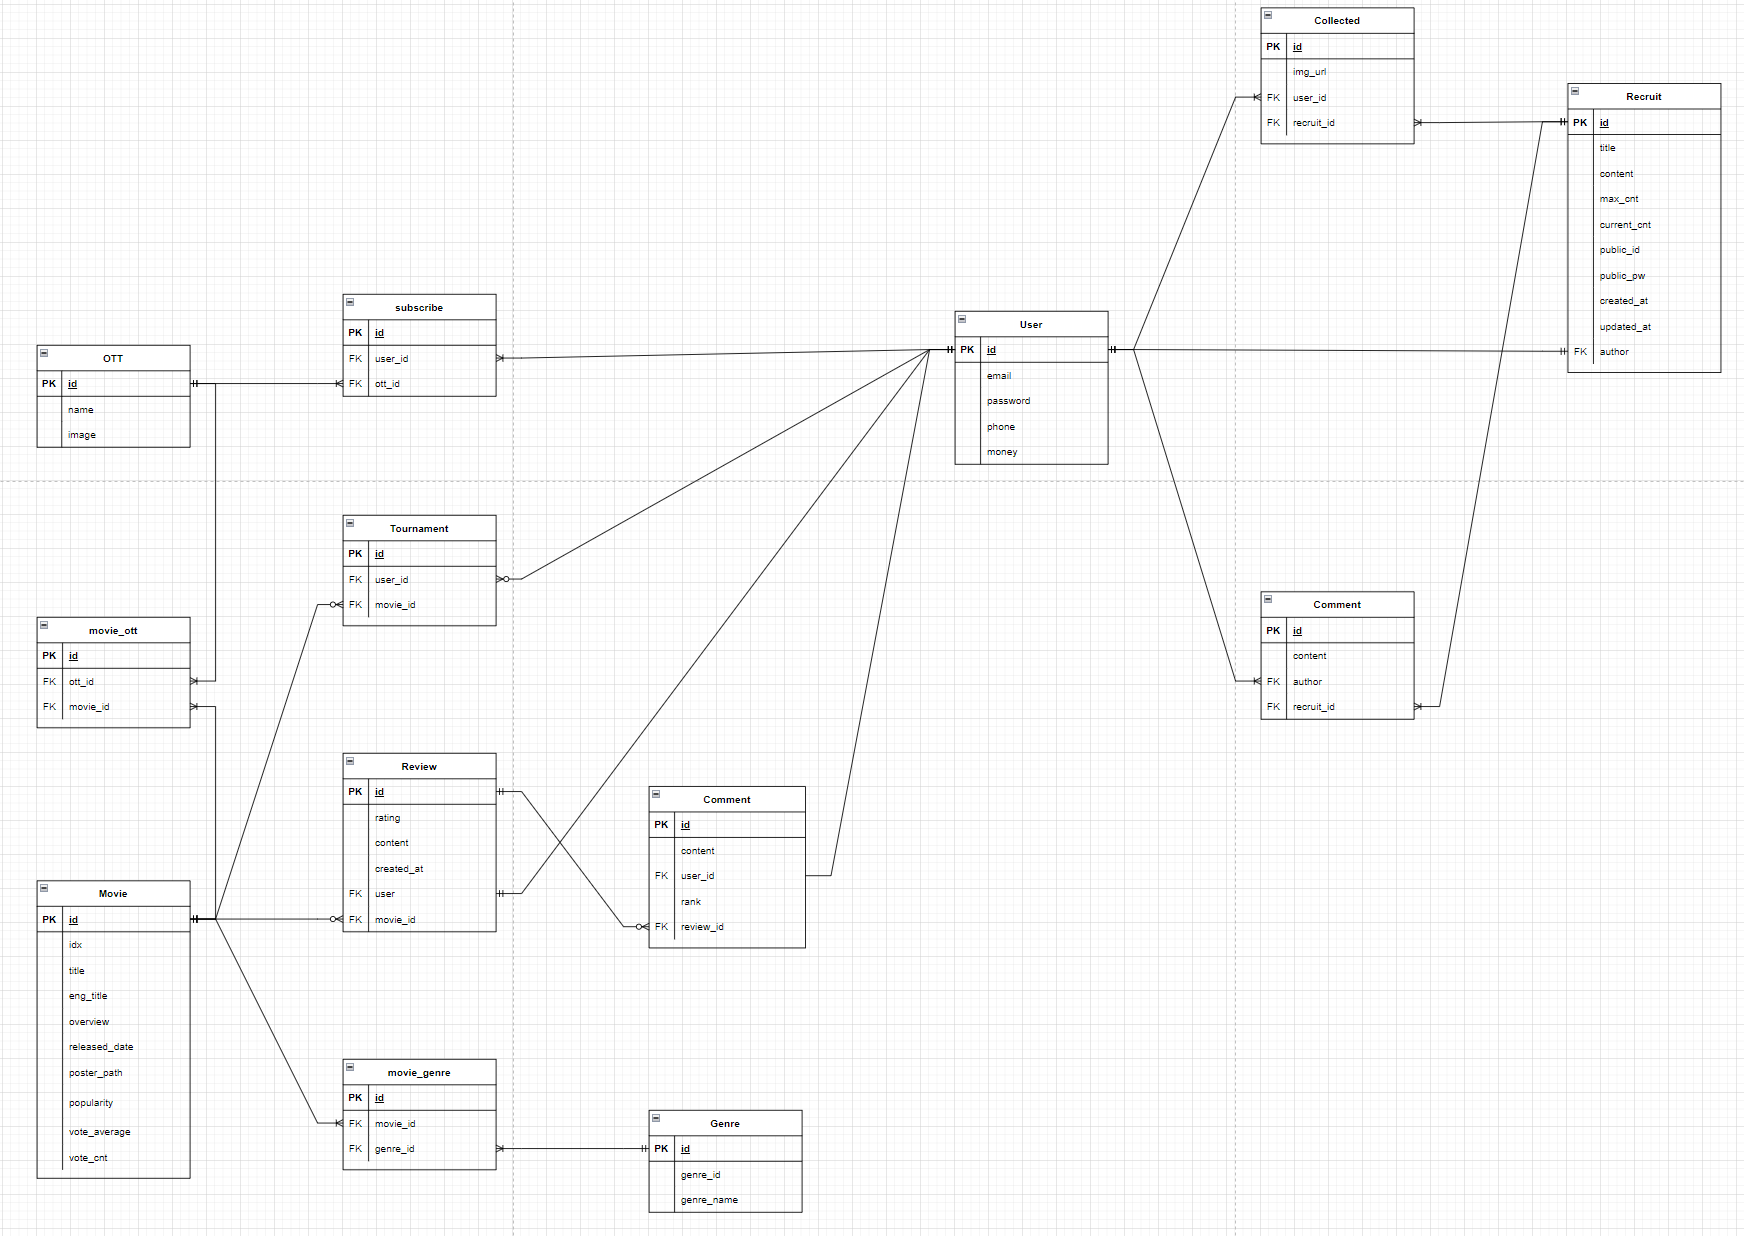 Collected
PK id
img_url
FK user_id
FK recruit_id
Recruit
PK id
title
content
max_cnt
current_cnt
public_id
public_pw
created_at
updated_at
FK author
subscribe
PK id
FK user_id
FK ott_id
User
PK id
email
password
phone
money
OTT
PK id
name
image
Tournament
PK id
FK user_id
FK movie_id
movie_ott
PK id
FK ott_id
FK movie_id
Comment
PK id
content
FK author
FK recruit_id
Review
PK id
rating
content
created_at
FK user
FK movie_id
Comment
PK id
content
FK user_id
rank
FK review_id
Movie
PK id
idx
title
eng_title
overview
released_date
poster_path
popularity
vote_average
vote_cnt
movie_genre
PK id
FK movie_id
FK genre_id
Genre
PK id
genre_id
genre_name